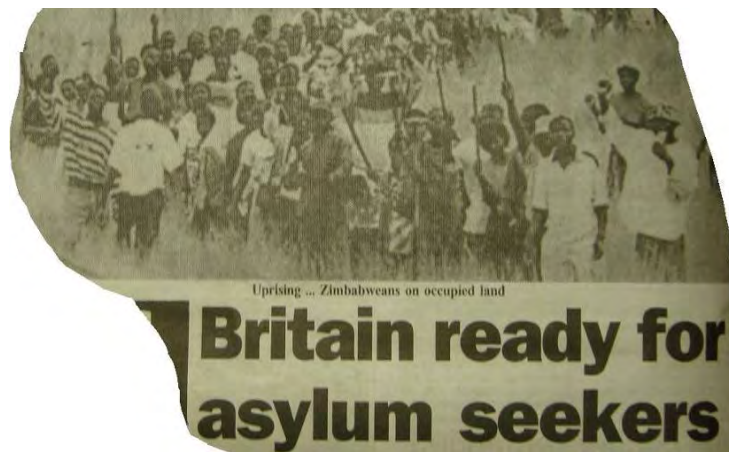 Uprising ... Zimbabweans on occupied land
Britain ready for
asylum seekers